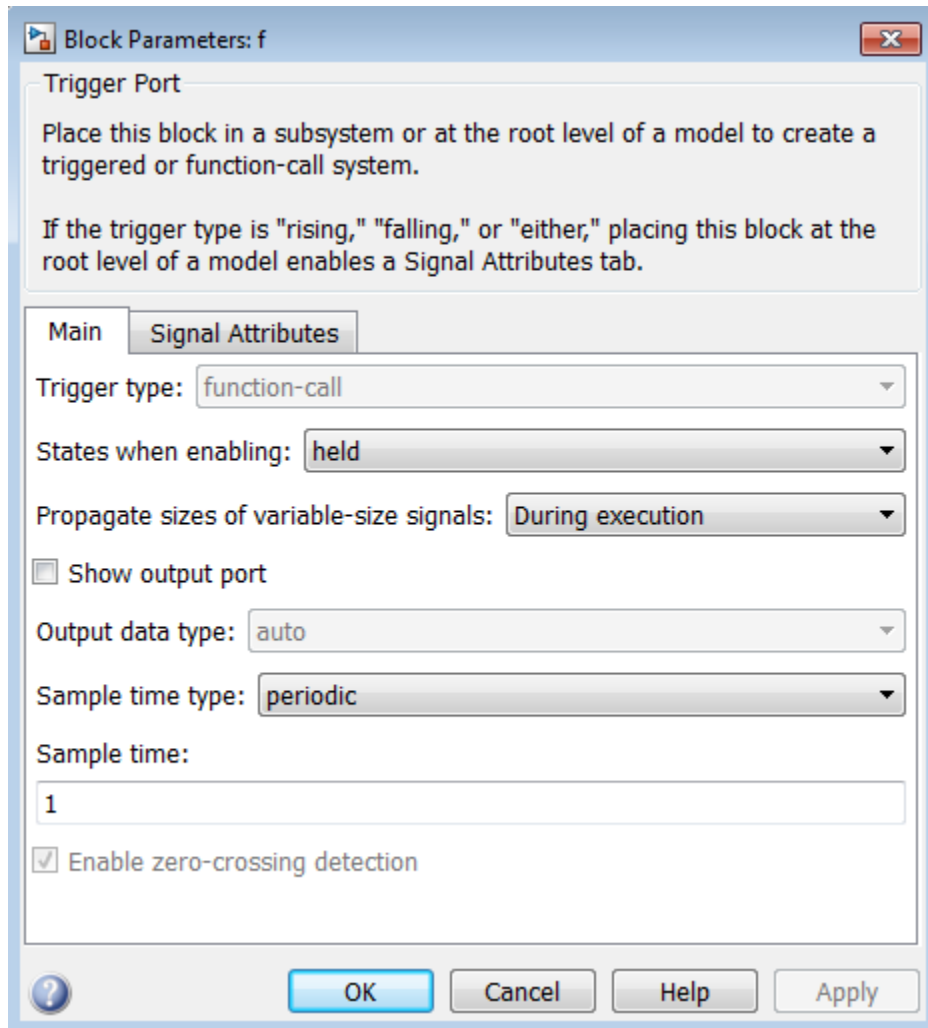 Block Parameters: f
Trigger Port
Place this block in a subsystem or at the root level of a model to create a
triggered or function-call system.
If the trigger type is "rising," "falling," or "either," placing this block at the
root level of a model enables a Signal Attributes tab.
Main Signal Attributes
Trigger type: function-call
States when enabling: held
Propagate sizes of variable-size signals: During execution
Show output port
Output data type: auto
Sample time type: periodic
Sample time:
1
Enable zero-crossing detection
? OK Cancel Help Apply